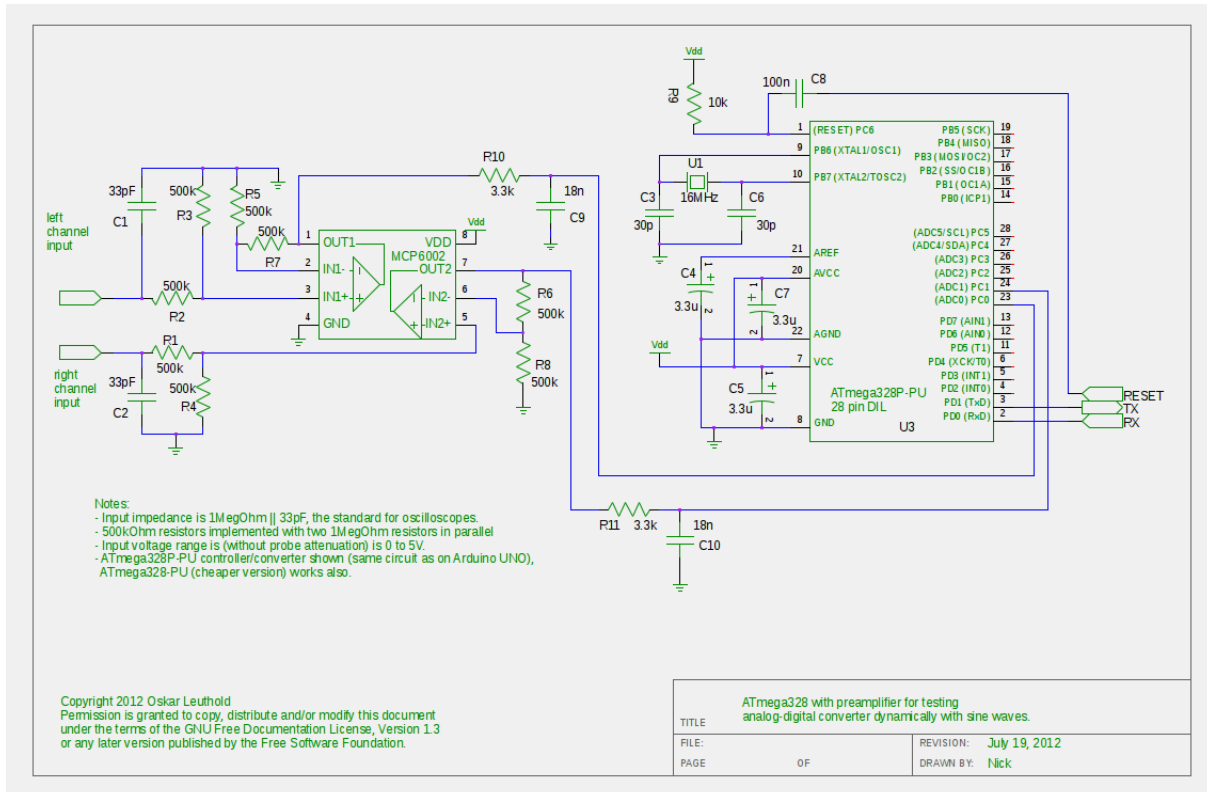 Vdd
100n
C8
R9
10k
1
(RESET) PC6
PB5 (SCK)
19
PB4 (MISO)
18
9
PB6 (XTAL1/OSC1)
PB3 (MOSI/OC2)
17
PB2 (SS/OC1B)
16
U1
10
PB7 (XTAL2/TOSC2)
PB1 (OC1A)
15
16MHz
PB0 (ICP1)
14
C3
C6
30p
30p
(ADC5/SCL) PC5
28
(ADC4/SDA) PC4
27
21
AREF
(ADC3) PC3
26
20
AVCC
(ADC2) PC2
25
(ADC1) PC1
24
(ADC0) PC0
23
C4
1
+
3.3u
2
C7
1
+
3.3u
2
PD7 (AIN1)
13
22
AGND
PD6 (AIN0)
12
PD5 (T1)
11
Vdd
7
VCC
PD4 (XCK/T0)
6
PD3 (INT1)
5
PD2 (INT0)
4
C5
1
+
3.3u
2
ATmega328P-PU
28 pin DIL
PD1 (TxD)
3
PD0 (RxD)
2
8
GND
U3
RESET
TX
RX
R10
3.3k
18n
C9
33pF
C1
500k
R3
R5
500k
500k
R7
left
channel
input
500k
R2
1
OUT1
VDD
8
Vdd
MCP6002
OUT2
7
2
IN1-
IN2-
6
3
IN1+
IN2+
5
4
GND
R6
500k
R8
500k
R1
500k
right
channel
input
33pF
C2
500k
R4
R11
3.3k
18n
C10
Notes:
- Input impedance is 1MegOhm || 33pF, the standard for oscilloscopes.
- 500kOhm resistors implemented with two 1MegOhm resistors in parallel
- Input voltage range is (without probe attenuation) is 0 to 5V.
- ATmega328P-PU controller/converter shown (same circuit as on Arduino UNO),
ATmega328-PU (cheaper version) works also.
Copyright 2012 Oskar Leuthold
Permission is granted to copy, distribute and/or modify this document
under the terms of the GNU Free Documentation License, Version 1.3
or any later version published by the Free Software Foundation.
TITLE
ATmega328 with preamplifier for testing
analog-digital converter dynamically with sine waves.
FILE:
REVISION: July 19, 2012
PAGE OF
DRAWN BY: Nick